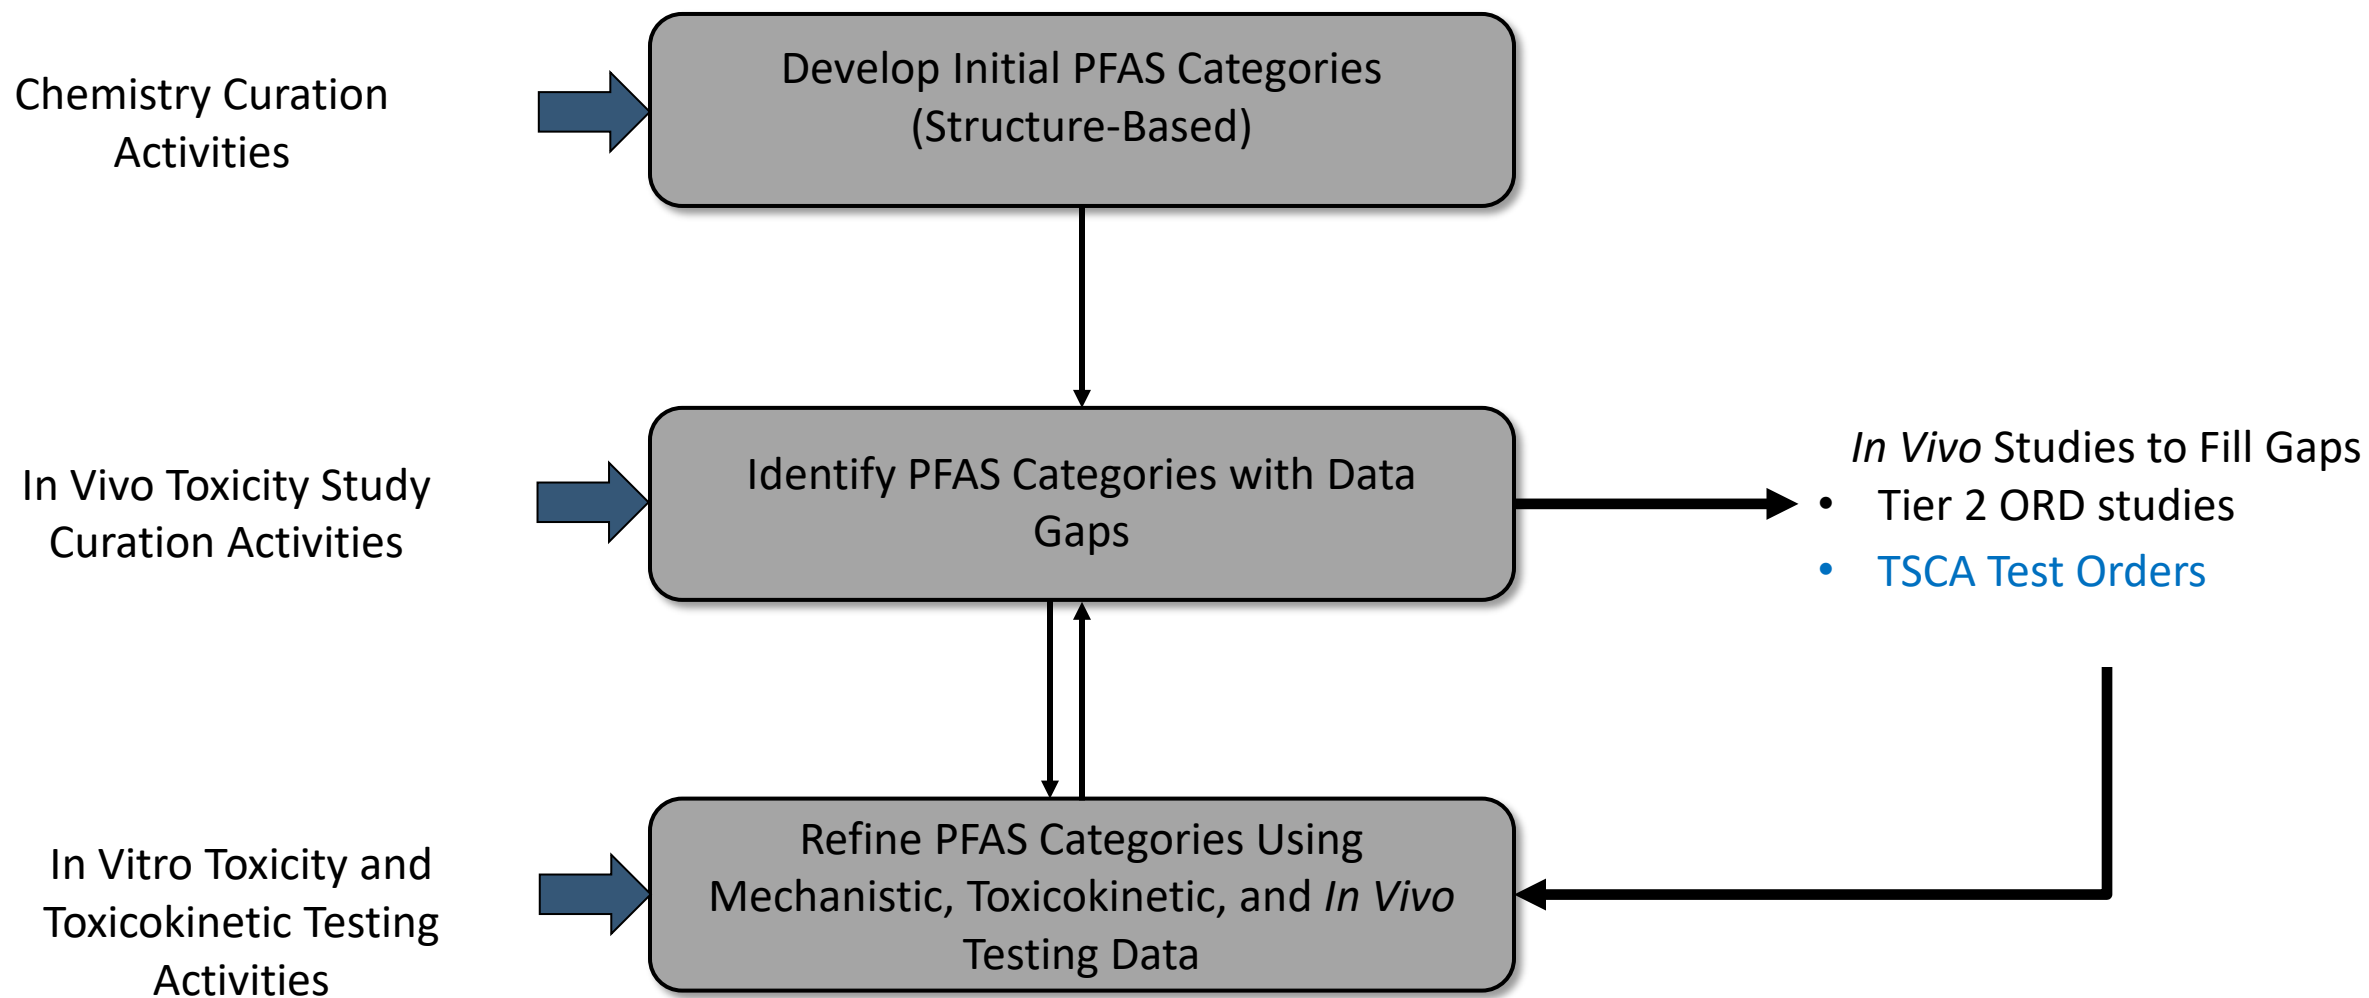 Chemistry Curation
Activities
Develop Initial PFAS Categories
(Structure-Based)
In Vivo Toxicity Study
Curation Activities
Identify PFAS Categories with Data
Gaps
In Vivo Studies to Fill Gaps
• Tier 2 ORD studies
• TSCA Test Orders
In Vitro Toxicity and
Toxicokinetic Testing
Activities
Refine PFAS Categories Using
Mechanistic, Toxicokinetic, and In Vivo
Testing Data